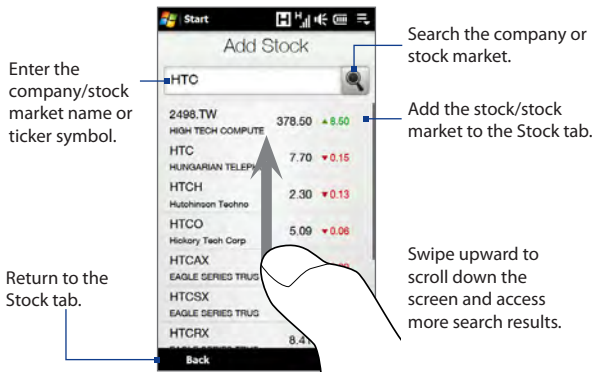 Start
Add Stock
HTC
2498.TW
HIGH TECH COMPUTE
378.50 ▲8.50
HTC
HUNGARIAN TELEPH
7.70 ▼0.15
HTCH
Hutchinson Techno
2.30 ▼0.13
HTCO
Hickory Tech Corp
5.09 ▼0.06
HTCAX
EAGLE SERIES TRUS
HTCSX
EAGLE SERIES TRUS
HTCRX
8.41
Back
Enter the
company/stock
market name or
ticker symbol.
Return to the
Stock tab.
Search the company or
stock market.
Add the stock/stock
market to the Stock tab.
Swipe upward to
scroll down the
screen and access
more search results.